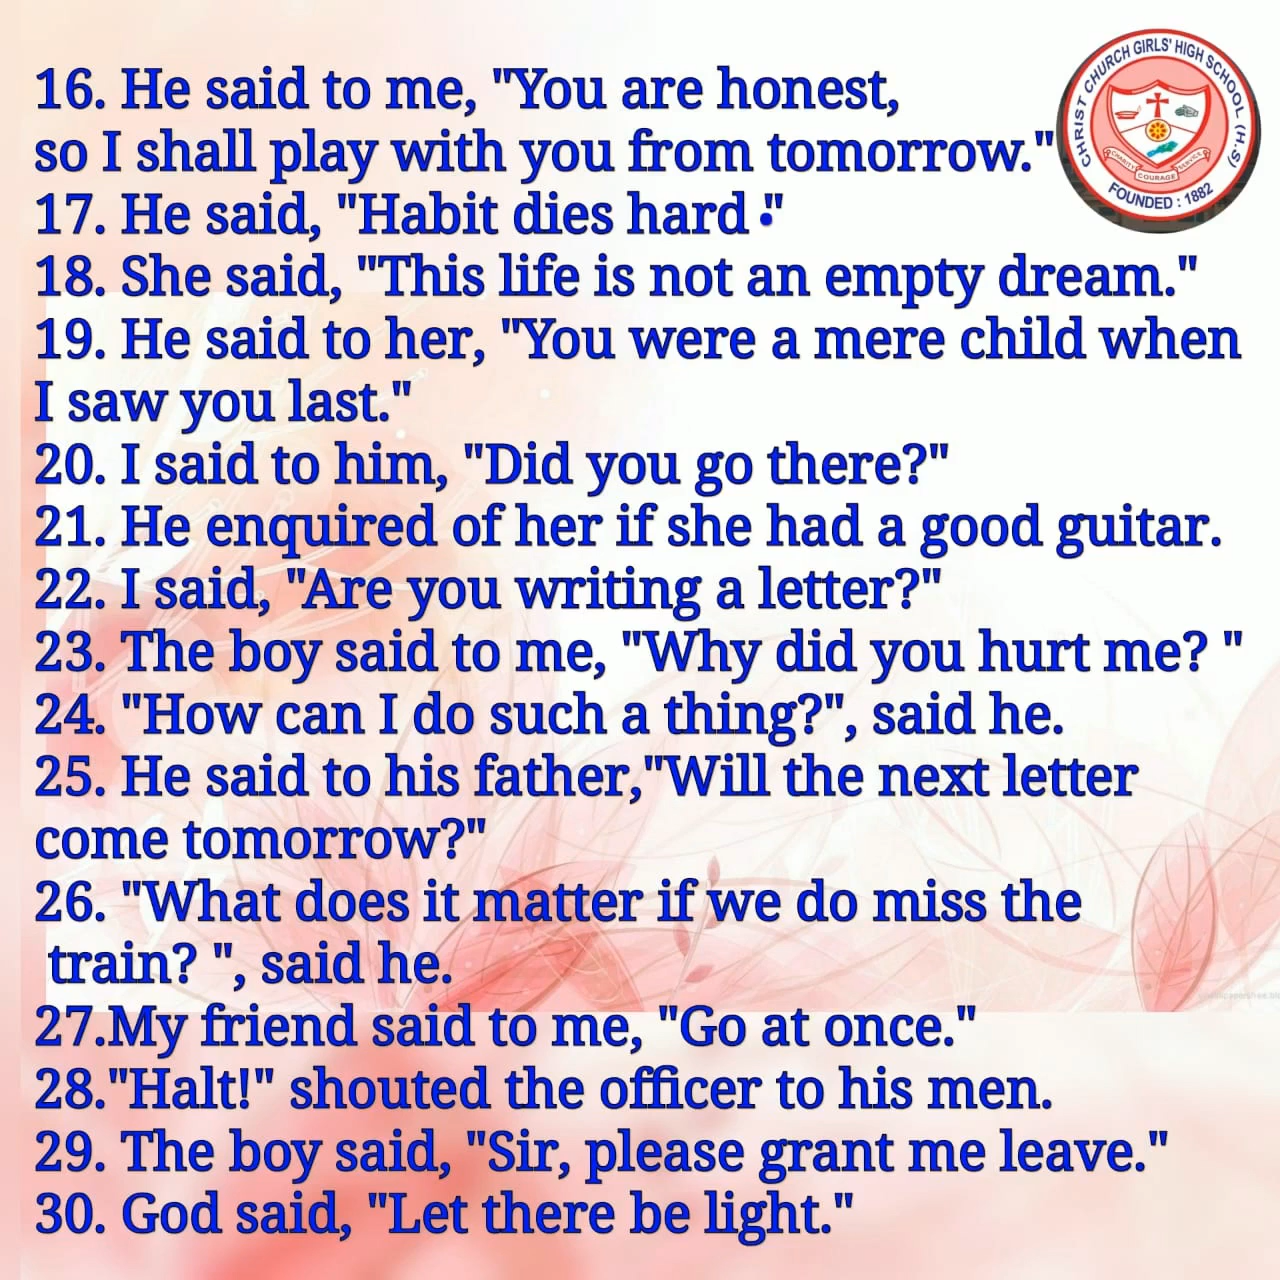 16. He said to me, "You are honest,
so I shall play with you from tomorrow."
17. He said, "Habit dies hard ."
18. She said, "This life is not an empty dream."
19. He said to her, "You were a mere child when
I saw you last."
20. I said to him, "Did you go there?"
21. He enquired of her if she had a good guitar.
22. I said, "Are you writing a letter?"
23. The boy said to me, "Why did you hurt me? "
24. "How can I do such a thing?", said he.
25. He said to his father,"Will the next letter
come tomorrow?"
26. "What does it matter if we do miss the
train? ", said he.
27.My friend said to me, "Go at once."
28."Halt!" shouted the officer to his men.
29. The boy said, "Sir, please grant me leave."
30. God said, "Let there be light."
CHRIST CHURCH GIRLS' HIGH SCHOOL (H.S)
CHARITY COURAGE SERVICE
FOUNDED : 1882